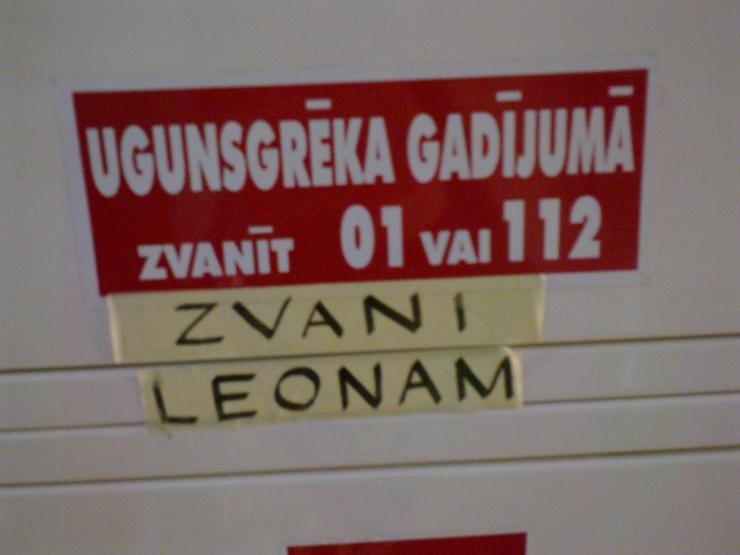 UGUNSGRĒKA GADĪJUMĀ
ZVANĪT 01 VAI 112
ZVANI
LEONAM